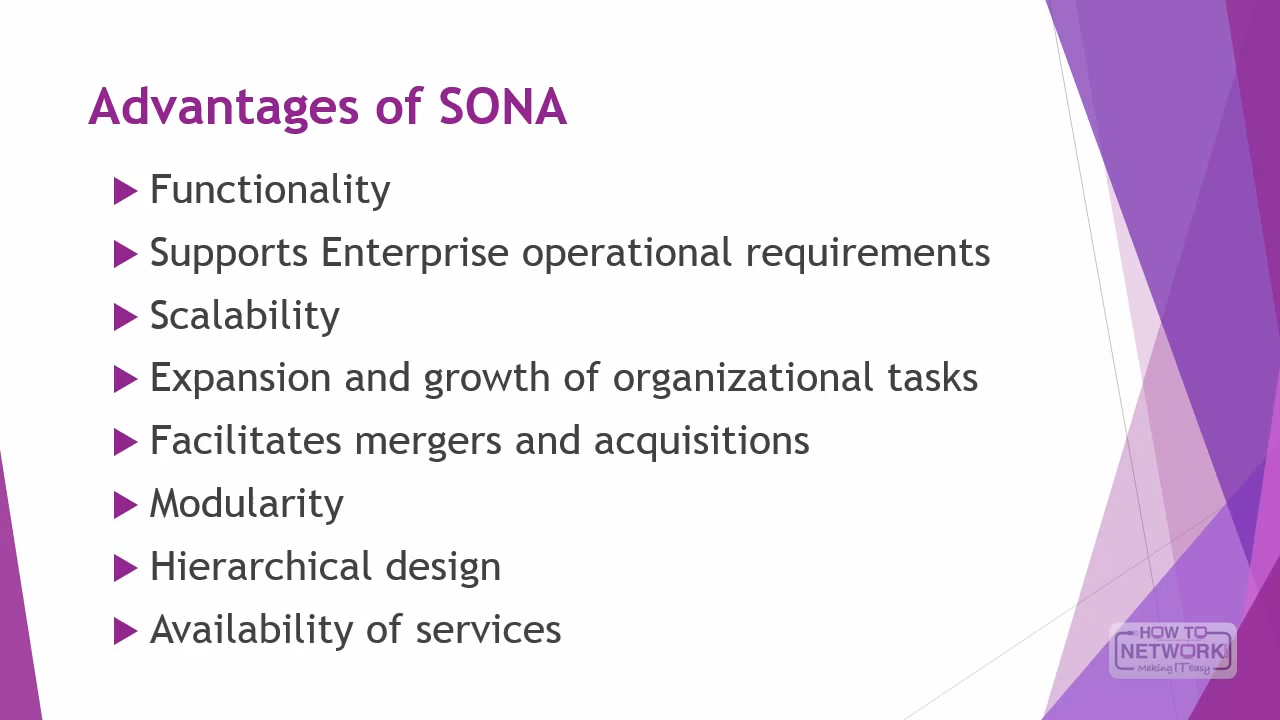 Advantages of SONA
Functionality
Supports Enterprise operational requirements
Scalability
Expansion and growth of organizational tasks
Facilitates mergers and acquisitions
Modularity
Hierarchical design
Availability of services
HOW TO
NETWORK
Making IT Easy